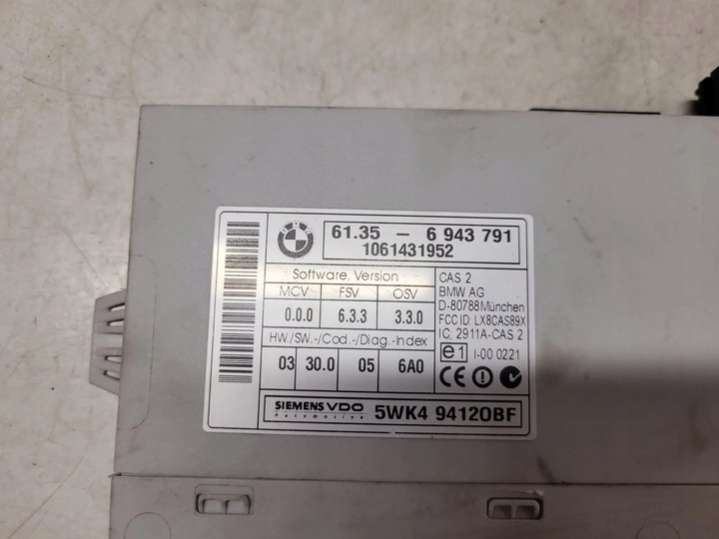 BMW
61.35 – 6 943 791
1061431952
Software. Version
MCV FSV OSV
0.0.0 6.3.3 3.3.0
HW./SW.-/Cod.-/Diag.-Index
03 30.0 05 6A0
CAS 2
BMW AG
D-80788München
FCC ID: LX8CAS89X
IC, 2911A-CAS 2
e1 I-00 0221
CE
SIEMENS VDO
Automotive
5WK4 94120BF